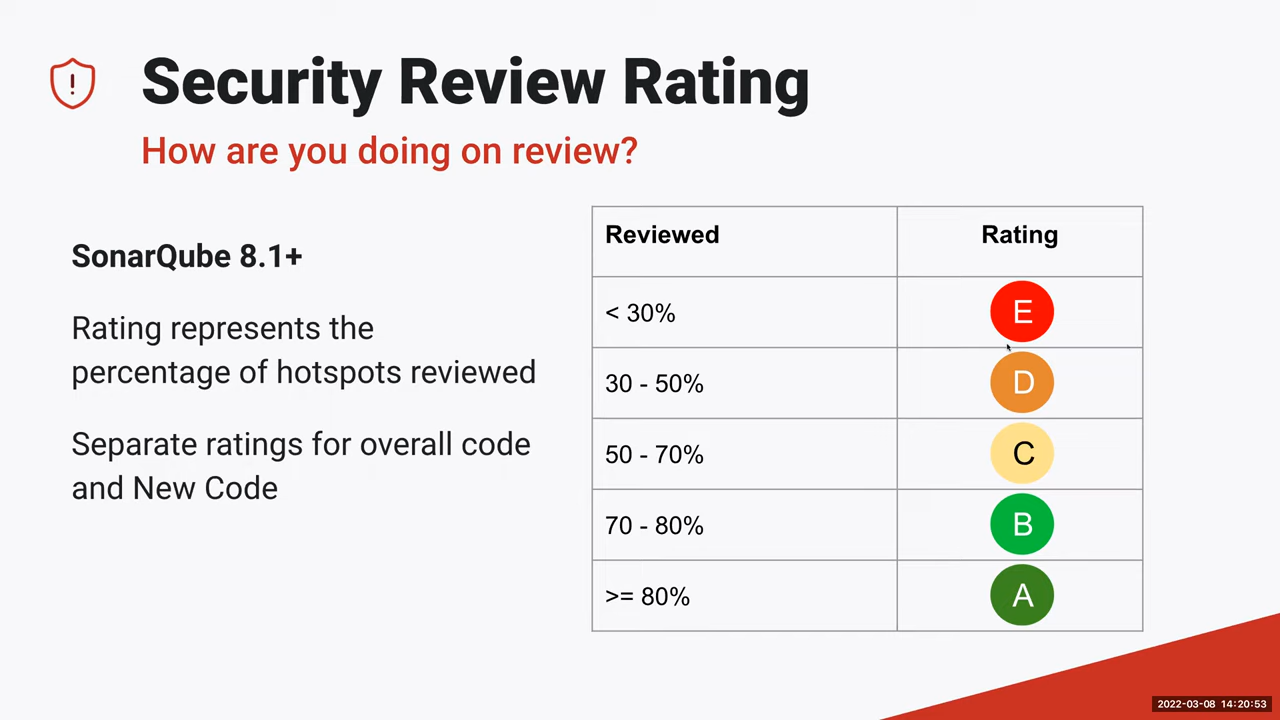 Security Review Rating
How are you doing on review?
SonarQube 8.1+
Rating represents the
percentage of hotspots reviewed
Separate ratings for overall code
and New Code
Reviewed Rating
< 30% E
30 - 50% D
50 - 70% C
70 - 80% B
>= 80% A
2022-03-08 14:20:53